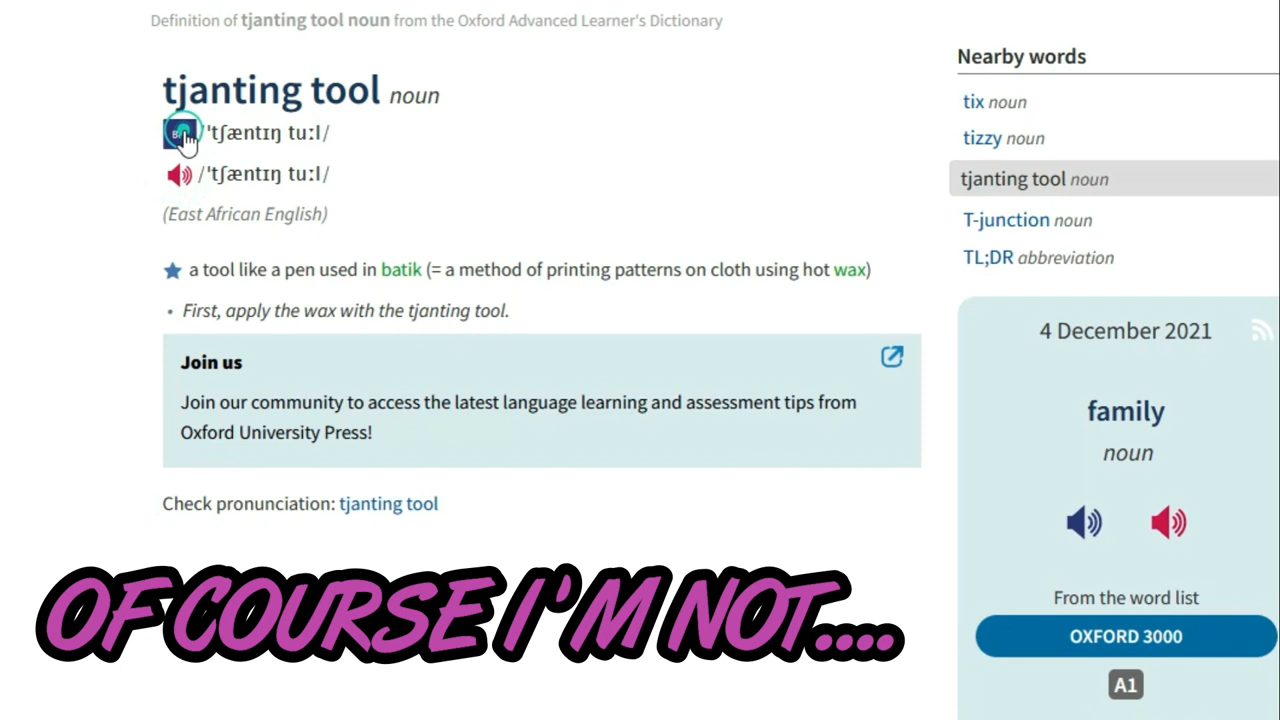 Definition of tjanting tool noun from the Oxford Advanced Learner's Dictionary
tjanting tool noun
/ˈtʃæntɪŋ tuːl/
/ˈtʃæntɪŋ tuːl/
(East African English)
a tool like a pen used in batik (= a method of printing patterns on cloth using hot wax)
• First, apply the wax with the tjanting tool.
Join us
Join our community to access the latest language learning and assessment tips from
Oxford University Press!
Check pronunciation: tjanting tool
OF COURSE I'M NOT....
Nearby words
tix noun
tizzy noun
tjanting tool noun
T-junction noun
TL;DR abbreviation
4 December 2021
family
noun
From the word list
OXFORD 3000
A1